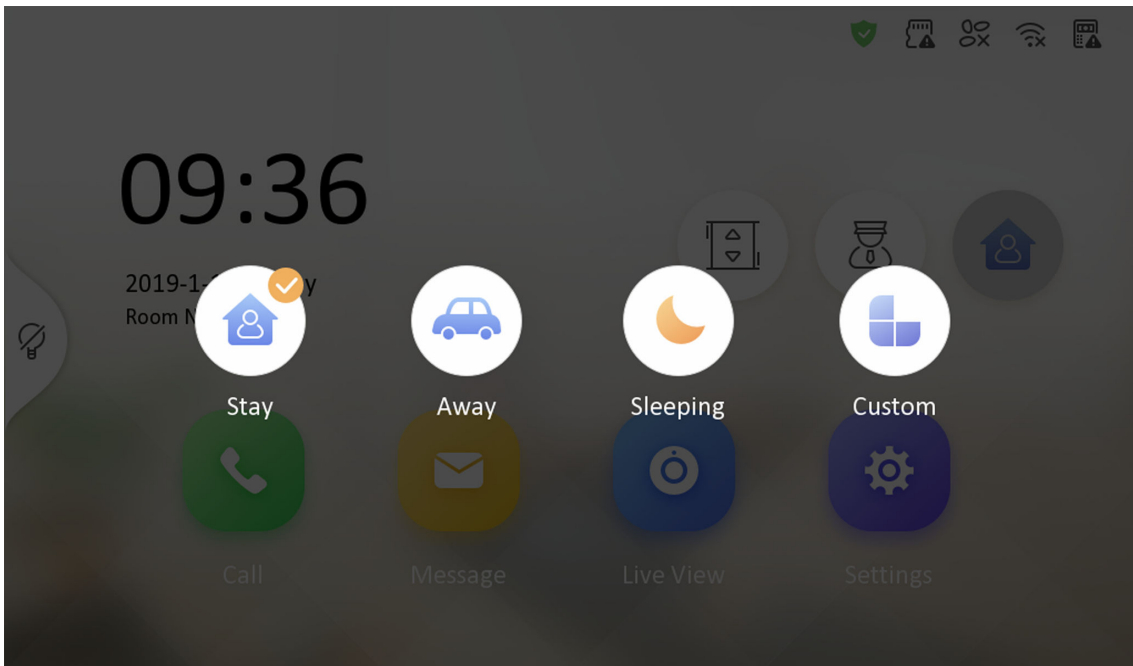 09:36
2019-1-
Room N
Stay
Away
Sleeping
Custom
Call
Message
Live View
Settings